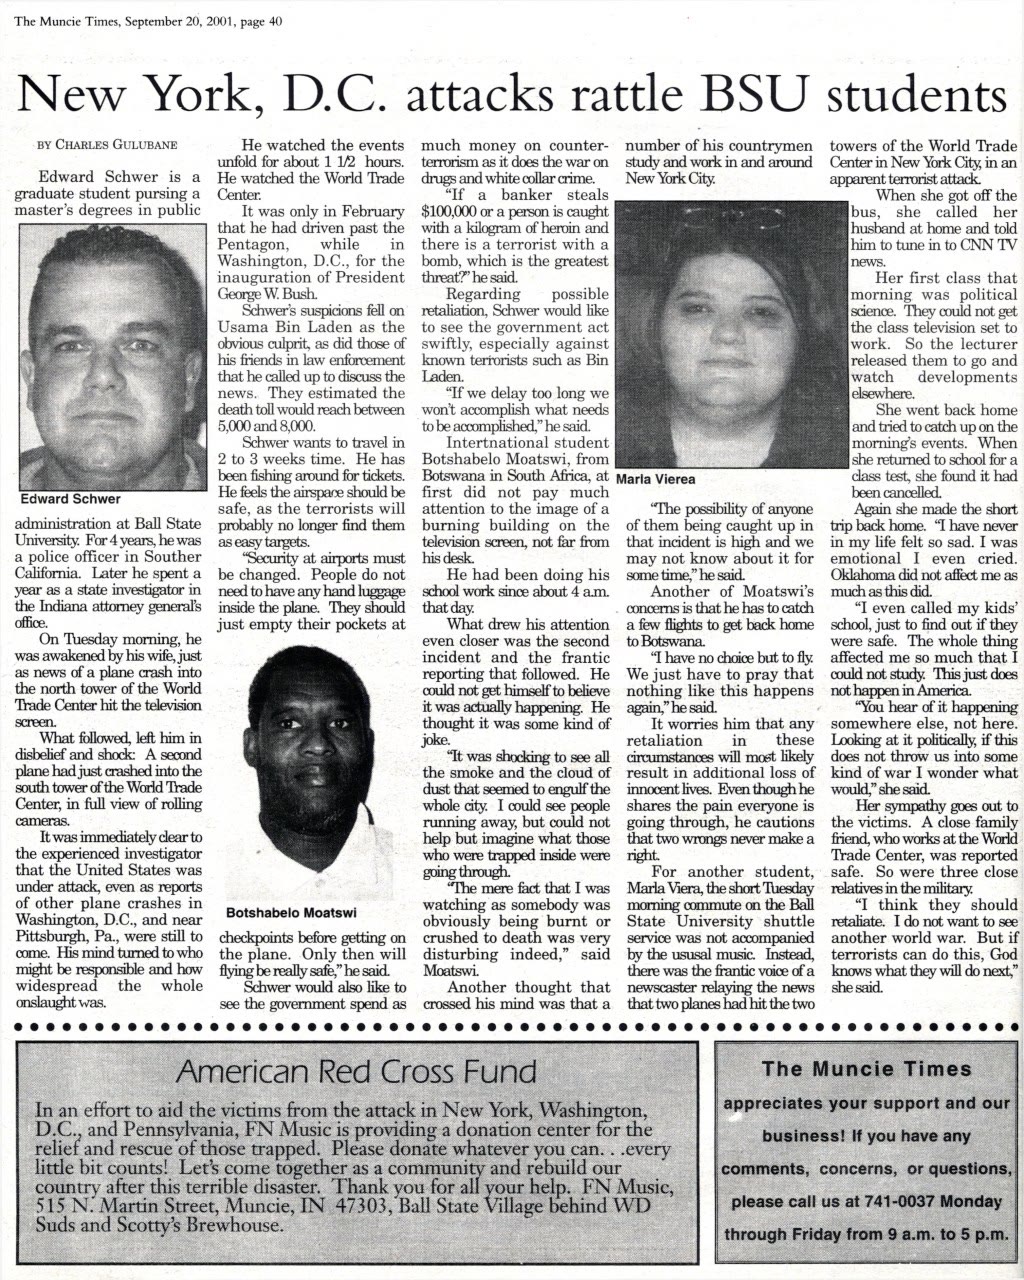 The Muncie Times, September 20, 2001, page 40
New York, D.C. attacks rattle BSU students
BY CHARLES GULUBANE
Edward Schwer is a
graduate student pursing a
master's degrees in public
Edward Schwer
administration at Ball State
University. For 4 years, he was
a police officer in Souther
California. Later he spent a
year as a state investigator in
the Indiana attorney general's
office.
On Tuesday morning, he
was awakened by his wife, just
as news of a plane crash into
the north tower of the World
Trade Center hit the television
screen.
What followed, left him in
disbelief and shock: A second
plane had just crashed into the
south tower of the World Trade
Center, in full view of rolling
cameras.
It was immediately clear to
the experienced investigator
that the United States was
under attack, even as reports
of other plane crashes in
Washington, D.C., and near
Pittsburgh, Pa., were still to
come. His mind turned to who
might be responsible and how
widespread the whole
onslaught was.
He watched the events
unfold for about 1 1/2 hours.
He watched the World Trade
Center.
It was only in February
that he had driven past the
Pentagon, while in
Washington, D.C., for the
inauguration of President
George W. Bush.
Schwer's suspicions fell on
Usama Bin Laden as the
obvious culprit, as did those of
his friends in law enforcement
that he called up to discuss the
news. They estimated the
death toll would reach between
5,000 and 8,000.
Schwer wants to travel in
2 to 3 weeks time. He has
been fishing around for tickets.
He feels the airspace should be
safe, as the terrorists will
probably no longer find them
as easy targets.
"Security at airports must
be changed. People do not
need to have any hand luggage
inside the plane. They should
just empty their pockets at
Botshabelo Moatswi
checkpoints before getting on
the plane. Only then will
flying be really safe," he said.
Schwer would also like to
see the government spend as
much money on counter-
terrorism as it does the war on
drugs and white collar crime.
"If a banker steals
$100,000 or a person is caught
with a kilogram of heroin and
there is a terrorist with a
bomb, which is the greatest
threat?" he said.
Regarding possible
retaliation, Schwer would like
to see the government act
swiftly, especially against
known terrorists such as Bin
Laden.
"If we delay too long we
won't accomplish what needs
to be accomplished," he said.
International student
Botshabelo Moatswi, from
Botswana in South Africa, at
first did not pay much
attention to the image of a
burning building on the
television screen, not far from
his desk.
He had been doing his
school work since about 4 a.m.
that day.
What drew his attention
even closer was the second
incident and the frantic
reporting that followed. He
could not get himself to believe
it was actually happening. He
thought it was some kind of
joke.
"It was shocking to see all
the smoke and the cloud of
dust that seemed to engulf the
whole city. I could see people
running away, but could not
help but imagine what those
who were trapped inside were
going through.
"The mere fact that I was
watching as somebody was
obviously being burnt or
crushed to death was very
disturbing indeed," said
Moatswi.
Another thought that
crossed his mind was that a
number of his countrymen
study and work in and around
New York City.
Marla Vierea
"The possibility of anyone
of them being caught up in
that incident is high and we
may not know about it for
some time," he said.
Another of Moatswi's
concerns is that he has to catch
a few flights to get back home
to Botswana.
"I have no choice but to fly.
We just have to pray that
nothing like this happens
again," he said.
It worries him that any
retaliation in these
circumstances will most likely
result in additional loss of
innocent lives. Even though he
shares the pain everyone is
going through, he cautions
that two wrongs never make a
right.
For another student,
Marla Viera, the short Tuesday
morning commute on the Ball
State University shuttle
service was not accompanied
by the ususal music. Instead,
there was the frantic voice of a
newscaster relaying the news
that two planes had hit the two
towers of the World Trade
Center in New York City, in an
apparent terrorist attack.
When she got off the
bus, she called her
husband at home and told
him to tune in to CNN TV
news.
Her first class that
morning was political
science. They could not get
the class television set to
work. So the lecturer
released them to go and
watch developments
elsewhere.
She went back home
and tried to catch up on the
morning's events. When
she returned to school for a
class test, she found it had
been cancelled.
Again she made the short
trip back home. "I have never
in my life felt so sad. I was
emotional I even cried.
Oklahoma did not affect me as
much as this did.
"I even called my kids'
school, just to find out if they
were safe. The whole thing
affected me so much that I
could not study. This just does
not happen in America.
"You hear of it happening
somewhere else, not here.
Looking at it politically, if this
does not throw us into some
kind of war I wonder what
would," she said.
Her sympathy goes out to
the victims. A close family
friend, who works at the World
Trade Center, was reported
safe. So were three close
relatives in the military.
"I think they should
retaliate. I do not want to see
another world war. But if
terrorists can do this, God
knows what they will do next,"
she said.
American Red Cross Fund
In an effort to aid the victims from the attack in New York, Washington,
D.C., and Pennsylvania, FN Music is providing a donation center for the
relief and rescue of those trapped. Please donate whatever you can. . .every
little bit counts! Let's come together as a community and rebuild our
country after this terrible disaster. Thank you for all your help. FN Music,
515 N. Martin Street, Muncie, IN 47303, Ball State Village behind WD
Suds and Scotty's Brewhouse.
The Muncie Times
appreciates your support and our
business! If you have any
comments, concerns, or questions,
please call us at 741-0037 Monday
through Friday from 9 a.m. to 5 p.m.